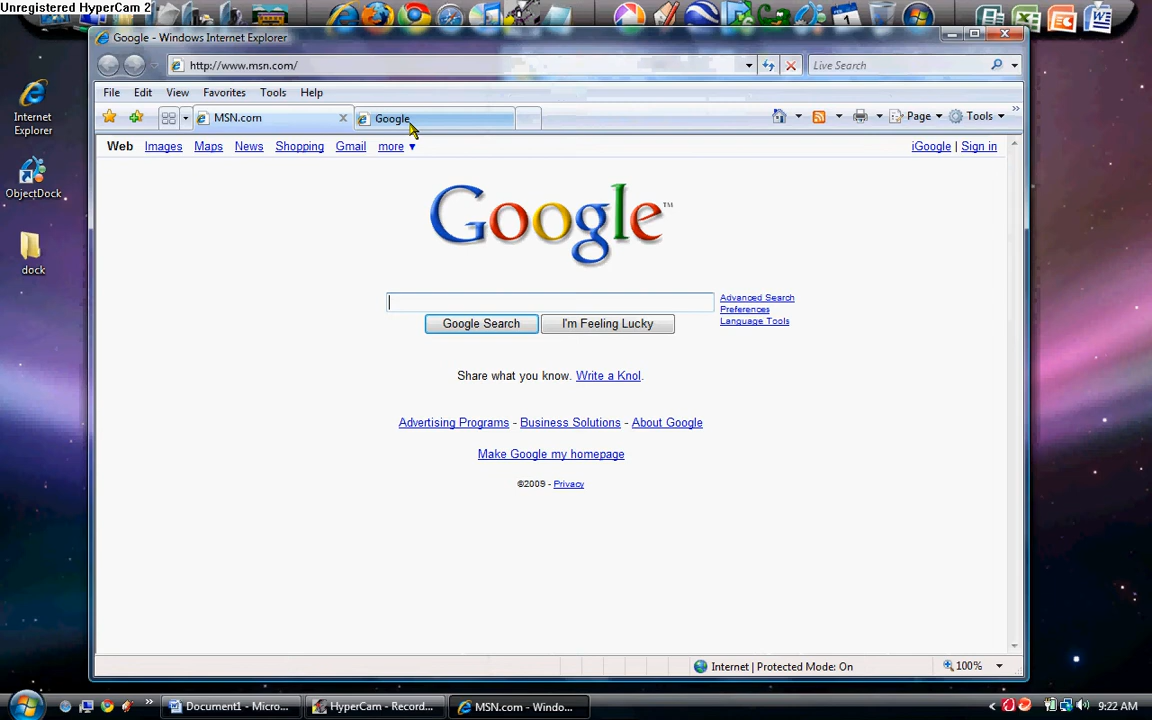 Unregistered HyperCam 2
Google - Windows Internet Explorer
http://www.msn.com/
Live Search
File Edit View Favorites Tools Help
MSN.com
Google
Page Tools
Web Images Maps News Shopping Gmail more ▼
iGoogle | Sign in
Google™
Advanced Search
Preferences
Language Tools
Google Search I'm Feeling Lucky
Share what you know. Write a Knol.
Advertising Programs - Business Solutions - About Google
Make Google my homepage
©2009 - Privacy
Internet | Protected Mode: On
100%
Internet
Explorer
ObjectDock
dock
Document1 - Micro...
HyperCam - Record...
MSN.com - Windo...
9:22 AM